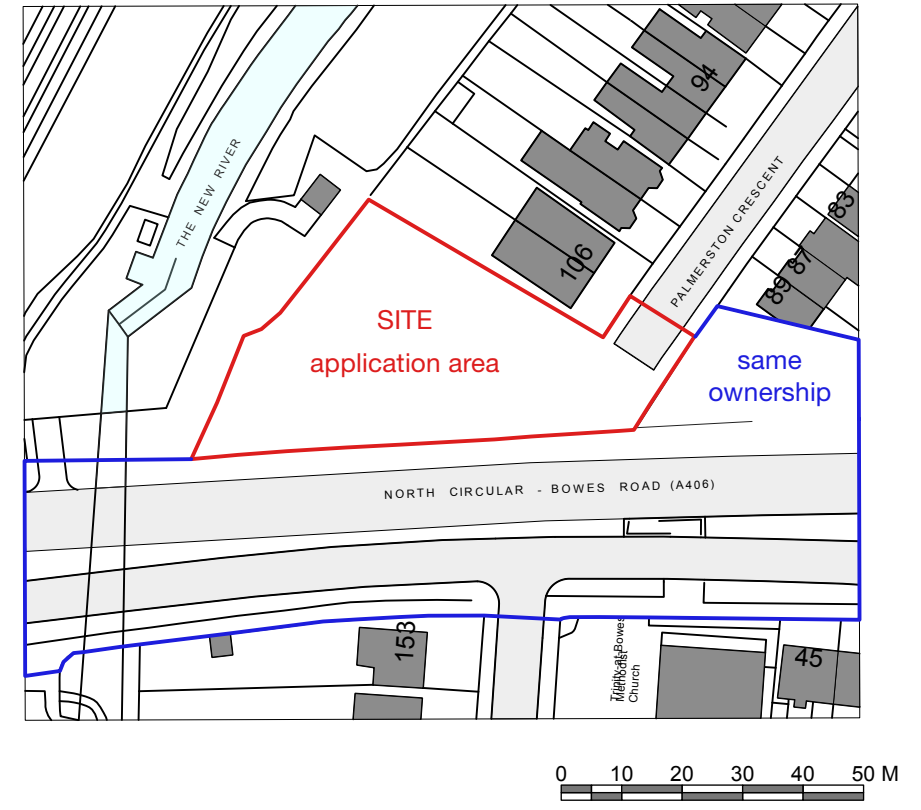 94
THE NEW RIVER
PALMERSTON CRESCENT
83
87
89
106
SITE
application area
same
ownership
NORTH CIRCULAR - BOWES ROAD (A406)
153
Trinity-at-Bowes
Methodist
Church
45
0 10 20 30 40 50 M